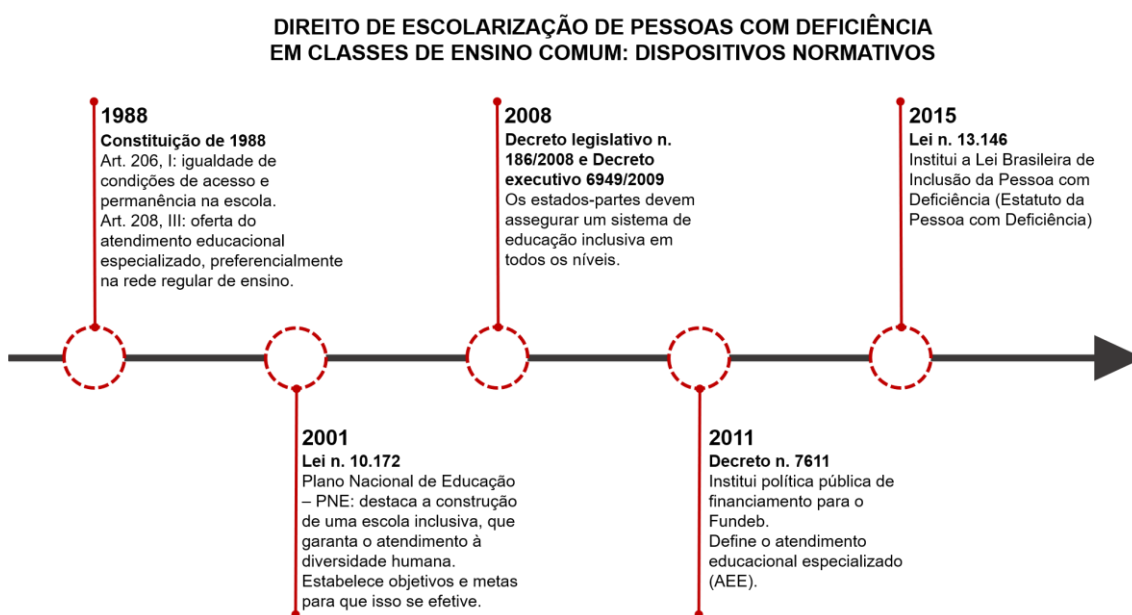 DIREITO DE ESCOLARIZAÇÃO DE PESSOAS COM DEFICIÊNCIA
EM CLASSES DE ENSINO COMUM: DISPOSITIVOS NORMATIVOS
1988
Constituição de 1988
Art. 206, I: igualdade de
condições de acesso e
permanência na escola.
Art. 208, III: oferta do
atendimento educacional
especializado, preferencialmente
na rede regular de ensino.
2001
Lei n. 10.172
Plano Nacional de Educação
– PNE: destaca a construção
de uma escola inclusiva, que
garanta o atendimento à
diversidade humana.
Estabelece objetivos e metas
para que isso se efetive.
2008
Decreto legislativo n.
186/2008 e Decreto
executivo 6949/2009
Os estados-partes devem
assegurar um sistema de
educação inclusiva em
todos os níveis.
2011
Decreto n. 7611
Institui política pública de
financiamento para o
Fundeb.
Define o atendimento
educacional especializado
(AEE).
2015
Lei n. 13.146
Institui a Lei Brasileira de
Inclusão da Pessoa com
Deficiência (Estatuto da
Pessoa com Deficiência)